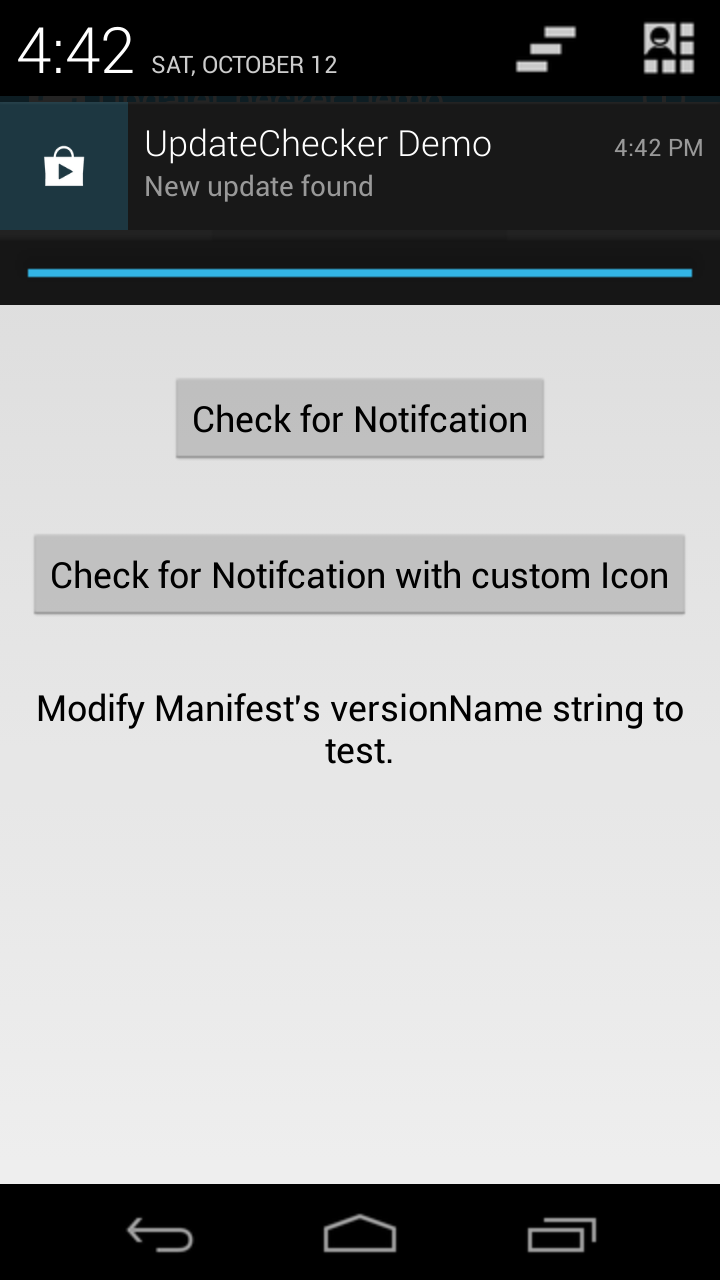 4:42 SAT, OCTOBER 12
UpdateChecker Demo 4:42 PM
New update found
Check for Notifcation
Check for Notifcation with custom Icon
Modify Manifest's versionName string to
test.